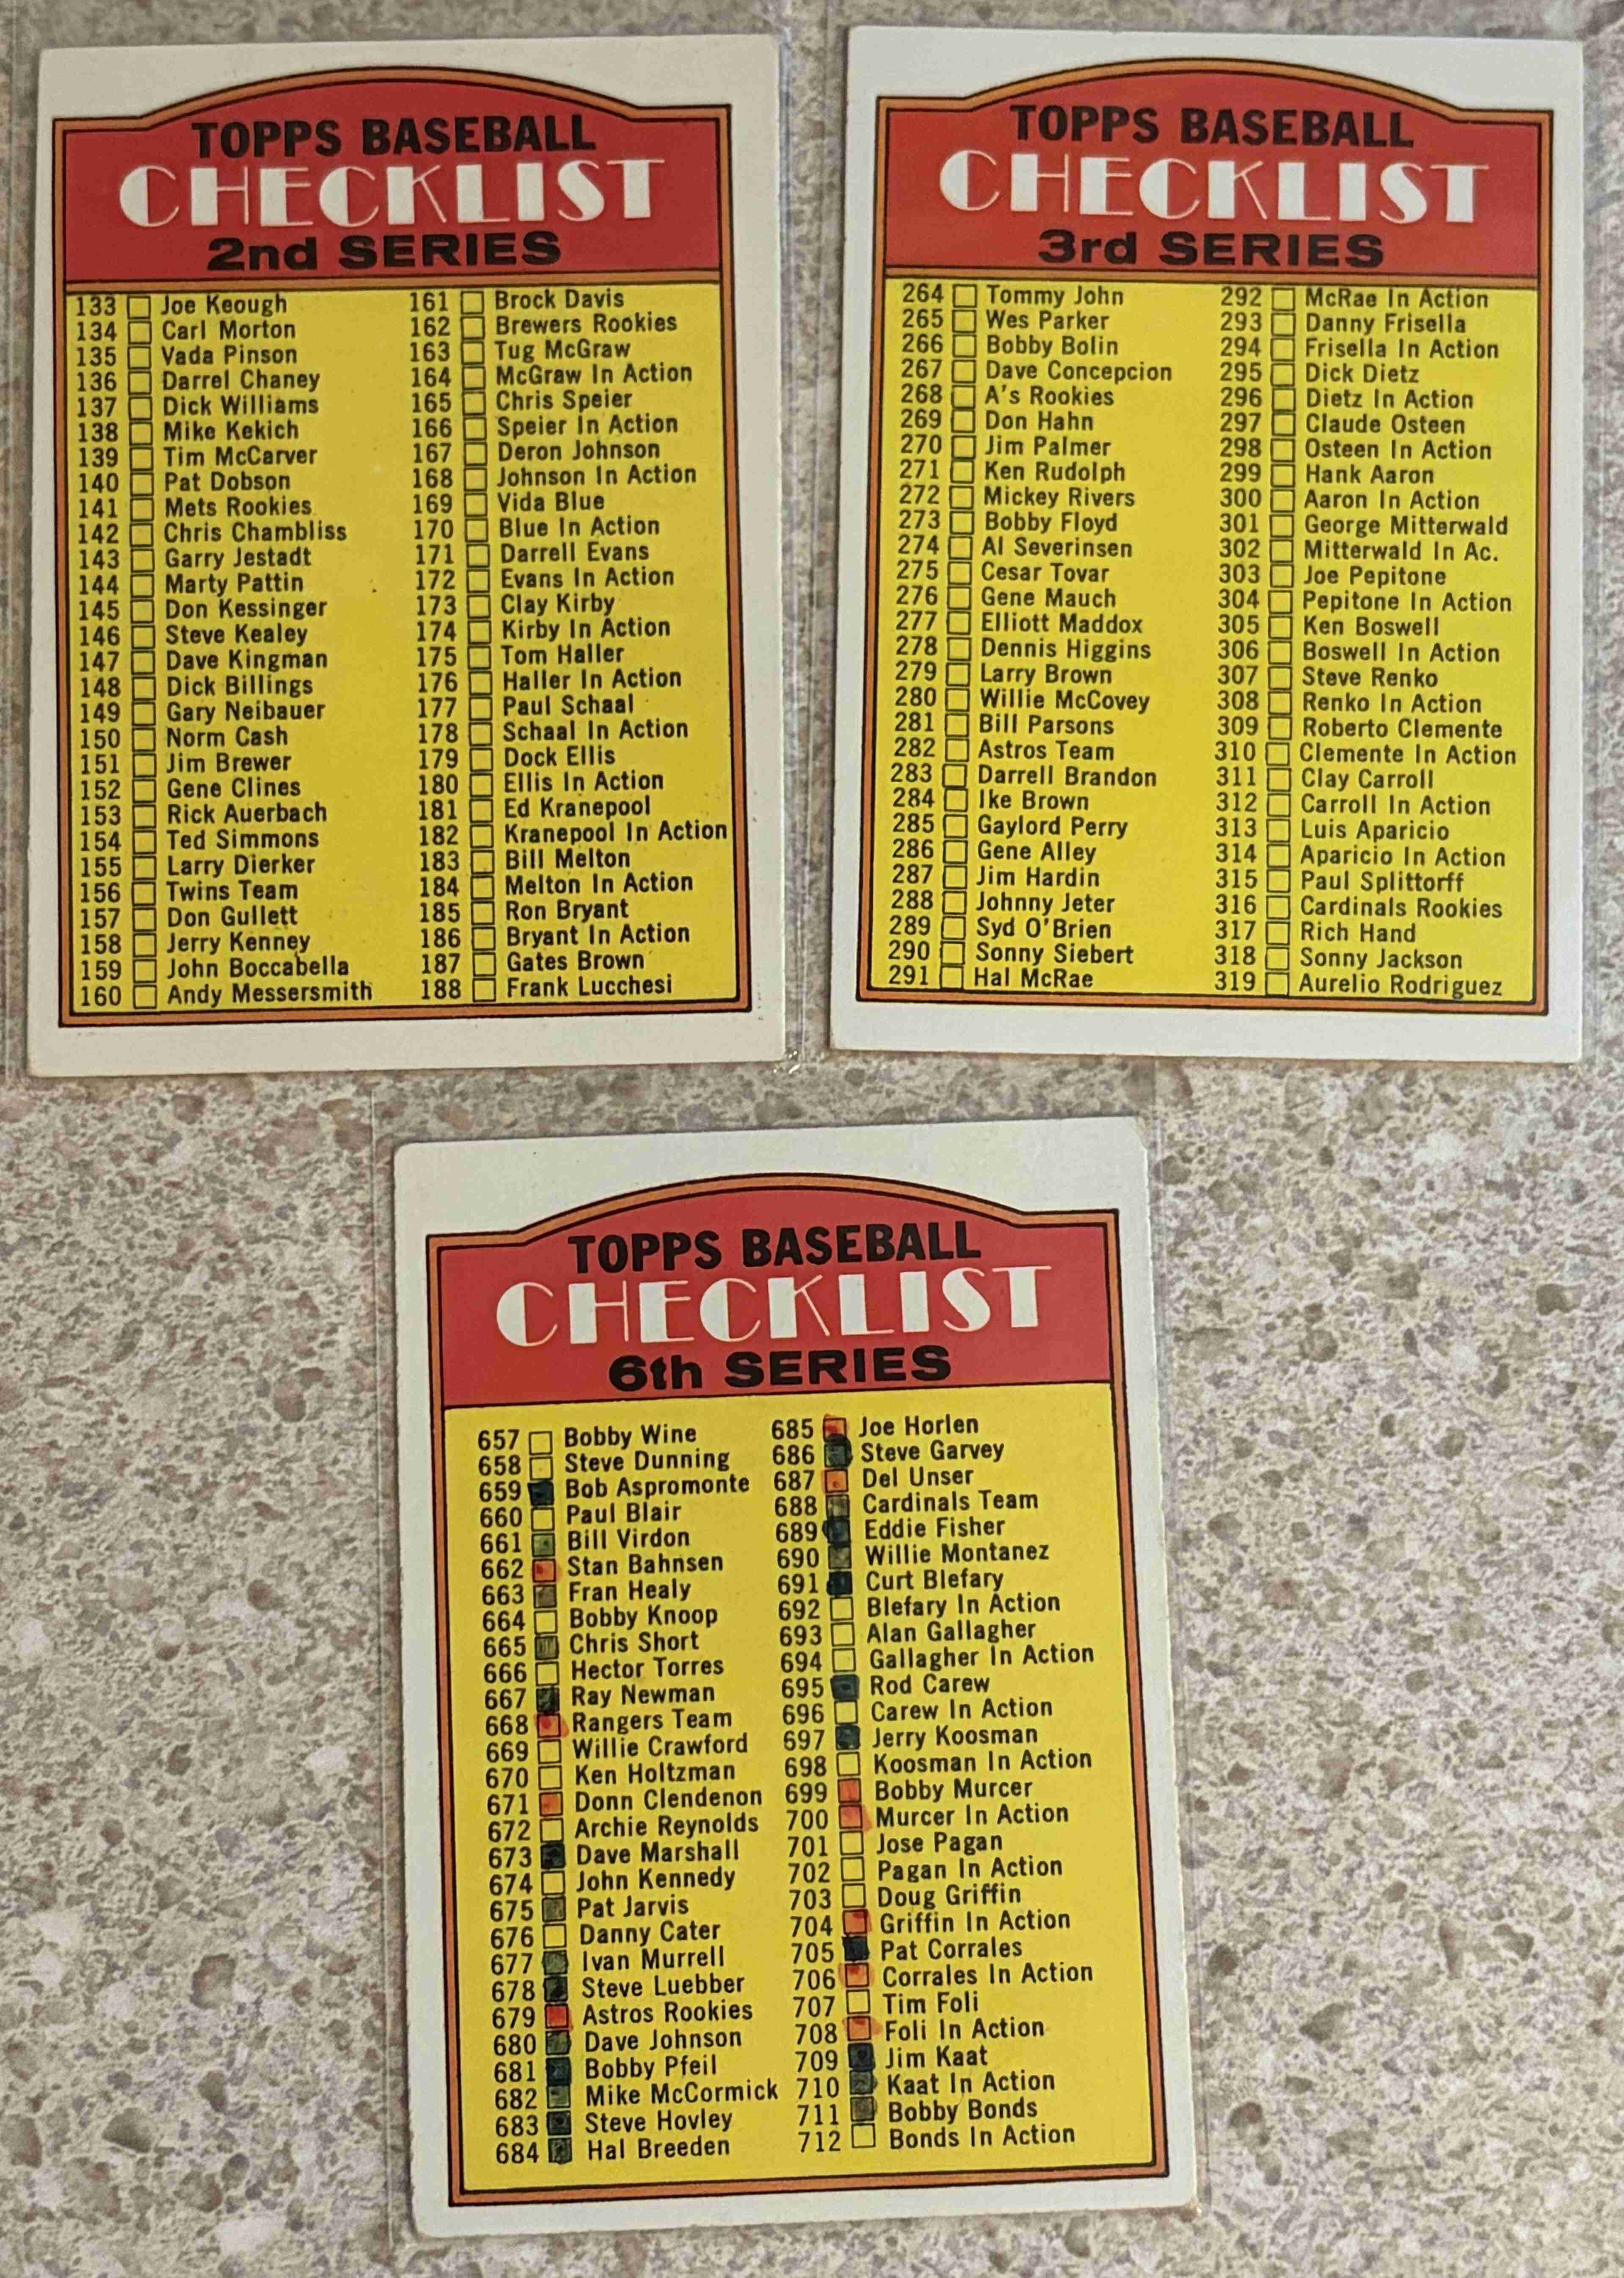 TOPPS BASEBALL
CHECKLIST
2nd SERIES
133 Joe Keough
134 Carl Morton
135 Vada Pinson
136 Darrel Chaney
137 Dick Williams
138 Mike Kekich
139 Tim McCarver
140 Pat Dobson
141 Mets Rookies
142 Chris Chambliss
143 Garry Jestadt
144 Marty Pattin
145 Don Kessinger
146 Steve Kealey
147 Dave Kingman
148 Dick Billings
149 Gary Neibauer
150 Norm Cash
151 Jim Brewer
152 Gene Clines
153 Rick Auerbach
154 Ted Simmons
155 Larry Dierker
156 Twins Team
157 Don Gullett
158 Jerry Kenney
159 John Boccabella
160 Andy Messersmith
161 Brock Davis
162 Brewers Rookies
163 Tug McGraw
164 McGraw In Action
165 Chris Speier
166 Speier In Action
167 Deron Johnson
168 Johnson In Action
169 Vida Blue
170 Blue In Action
171 Darrell Evans
172 Evans In Action
173 Clay Kirby
174 Kirby In Action
175 Tom Haller
176 Haller In Action
177 Paul Schaal
178 Schaal In Action
179 Dock Ellis
180 Ellis In Action
181 Ed Kranepool
182 Kranepool In Action
183 Bill Melton
184 Melton In Action
185 Ron Bryant
186 Bryant In Action
187 Gates Brown
188 Frank Lucchesi
TOPPS BASEBALL
CHECKLIST
3rd SERIES
264 Tommy John
265 Wes Parker
266 Bobby Bolin
267 Dave Concepcion
268 A's Rookies
269 Don Hahn
270 Jim Palmer
271 Ken Rudolph
272 Mickey Rivers
273 Bobby Floyd
274 Al Severinsen
275 Cesar Tovar
276 Gene Mauch
277 Elliott Maddox
278 Dennis Higgins
279 Larry Brown
280 Willie McCovey
281 Bill Parsons
282 Astros Team
283 Darrell Brandon
284 Ike Brown
285 Gaylord Perry
286 Gene Alley
287 Jim Hardin
288 Johnny Jeter
289 Syd O'Brien
290 Sonny Siebert
291 Hal McRae
292 McRae In Action
293 Danny Frisella
294 Frisella In Action
295 Dick Dietz
296 Dietz In Action
297 Claude Osteen
298 Osteen In Action
299 Hank Aaron
300 Aaron In Action
301 George Mitterwald
302 Mitterwald In Ac.
303 Joe Pepitone
304 Pepitone In Action
305 Ken Boswell
306 Boswell In Action
307 Steve Renko
308 Renko In Action
309 Roberto Clemente
310 Clemente In Action
311 Clay Carroll
312 Carroll In Action
313 Luis Aparicio
314 Aparicio In Action
315 Paul Splittorff
316 Cardinals Rookies
317 Rich Hand
318 Sonny Jackson
319 Aurelio Rodriguez
TOPPS BASEBALL
CHECKLIST
6th SERIES
657 Bobby Wine
658 Steve Dunning
659 Bob Aspromonte
660 Paul Blair
661 Bill Virdon
662 Stan Bahnsen
663 Fran Healy
664 Bobby Knoop
665 Chris Short
666 Hector Torres
667 Ray Newman
668 Rangers Team
669 Willie Crawford
670 Ken Holtzman
671 Donn Clendenon
672 Archie Reynolds
673 Dave Marshall
674 John Kennedy
675 Pat Jarvis
676 Danny Cater
677 Ivan Murrell
678 Steve Luebber
679 Astros Rookies
680 Dave Johnson
681 Bobby Pfeil
682 Mike McCormick
683 Steve Hovley
684 Hal Breeden
685 Joe Horlen
686 Steve Garvey
687 Del Unser
688 Cardinals Team
689 Eddie Fisher
690 Willie Montanez
691 Curt Blefary
692 Blefary In Action
693 Alan Gallagher
694 Gallagher In Action
695 Rod Carew
696 Carew In Action
697 Jerry Koosman
698 Koosman In Action
699 Bobby Murcer
700 Murcer In Action
701 Jose Pagan
702 Pagan In Action
703 Doug Griffin
704 Griffin In Action
705 Pat Corrales
706 Corrales In Action
707 Tim Foli
708 Foli In Action
709 Jim Kaat
710 Kaat In Action
711 Bobby Bonds
712 Bonds In Action